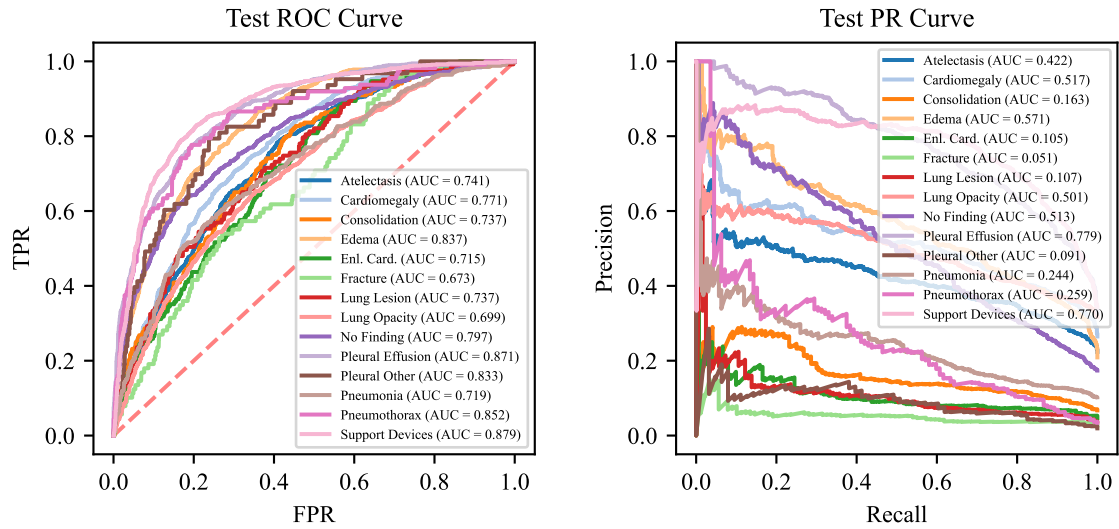 Test ROC Curve
TPR
1.0
0.8
0.6
0.4
0.2
0.0
Atelectasis (AUC = 0.741)
Cardiomegaly (AUC = 0.771)
Consolidation (AUC = 0.737)
Edema (AUC = 0.837)
Enl. Card. (AUC = 0.715)
Fracture (AUC = 0.673)
Lung Lesion (AUC = 0.737)
Lung Opacity (AUC = 0.699)
No Finding (AUC = 0.797)
Pleural Effusion (AUC = 0.871)
Pleural Other (AUC = 0.833)
Pneumonia (AUC = 0.719)
Pneumothorax (AUC = 0.852)
Support Devices (AUC = 0.879)
0.0 0.2 0.4 0.6 0.8 1.0
FPR
Test PR Curve
Precision
1.0
0.8
0.6
0.4
0.2
0.0
Atelectasis (AUC = 0.422)
Cardiomegaly (AUC = 0.517)
Consolidation (AUC = 0.163)
Edema (AUC = 0.571)
Enl. Card. (AUC = 0.105)
Fracture (AUC = 0.051)
Lung Lesion (AUC = 0.107)
Lung Opacity (AUC = 0.501)
No Finding (AUC = 0.513)
Pleural Effusion (AUC = 0.779)
Pleural Other (AUC = 0.091)
Pneumonia (AUC = 0.244)
Pneumothorax (AUC = 0.259)
Support Devices (AUC = 0.770)
0.0 0.2 0.4 0.6 0.8 1.0
Recall